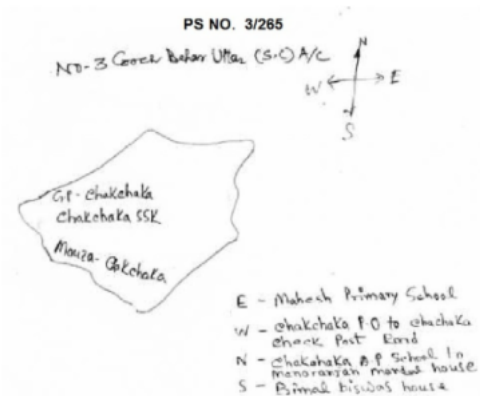 PS NO. 3/265
NO-3 Cooch Behar Uttar (S.C) A/C
N
W E
S
GP- Chakchaka
Chakchaka SSK
Mouza- Chakchaka
E - Mahesh Primary School
W - Chakchaka P.O to chachaka
check Post Road
N - Chakchaka A.P School to
manoranjan mandal house
S - Bimal biswas house